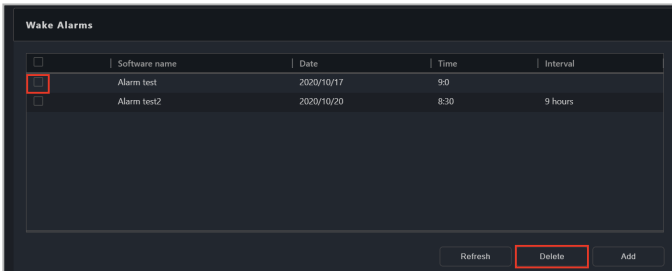 Wake Alarms
Software name Date Time Interval
Alarm test 2020/10/17 9:0
Alarm test2 2020/10/20 8:30 9 hours
Refresh Delete Add